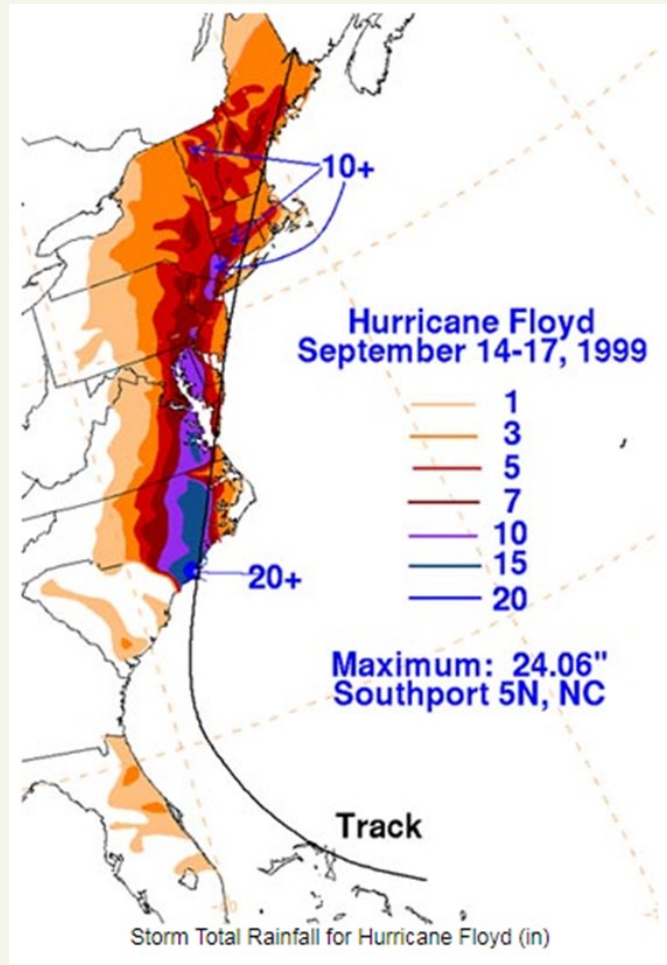 10+
Hurricane Floyd
September 14-17, 1999
1
3
5
7
10
15
20
20+
Maximum: 24.06"
Southport 5N, NC
Track
Storm Total Rainfall for Hurricane Floyd (in)